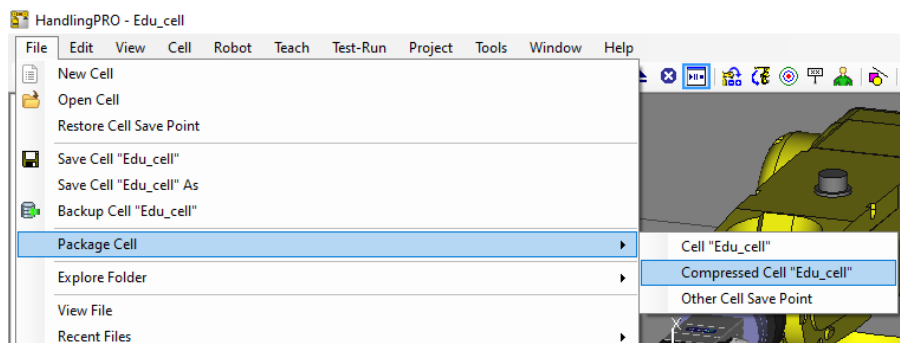 HandlingPRO - Edu_cell
File Edit View Cell Robot Teach Test-Run Project Tools Window Help
New Cell
Open Cell
Restore Cell Save Point
Save Cell "Edu_cell"
Save Cell "Edu_cell" As
Backup Cell "Edu_cell"
Package Cell
Cell "Edu_cell"
Compressed Cell "Edu_cell"
Other Cell Save Point
Explore Folder
View File
Recent Files
X